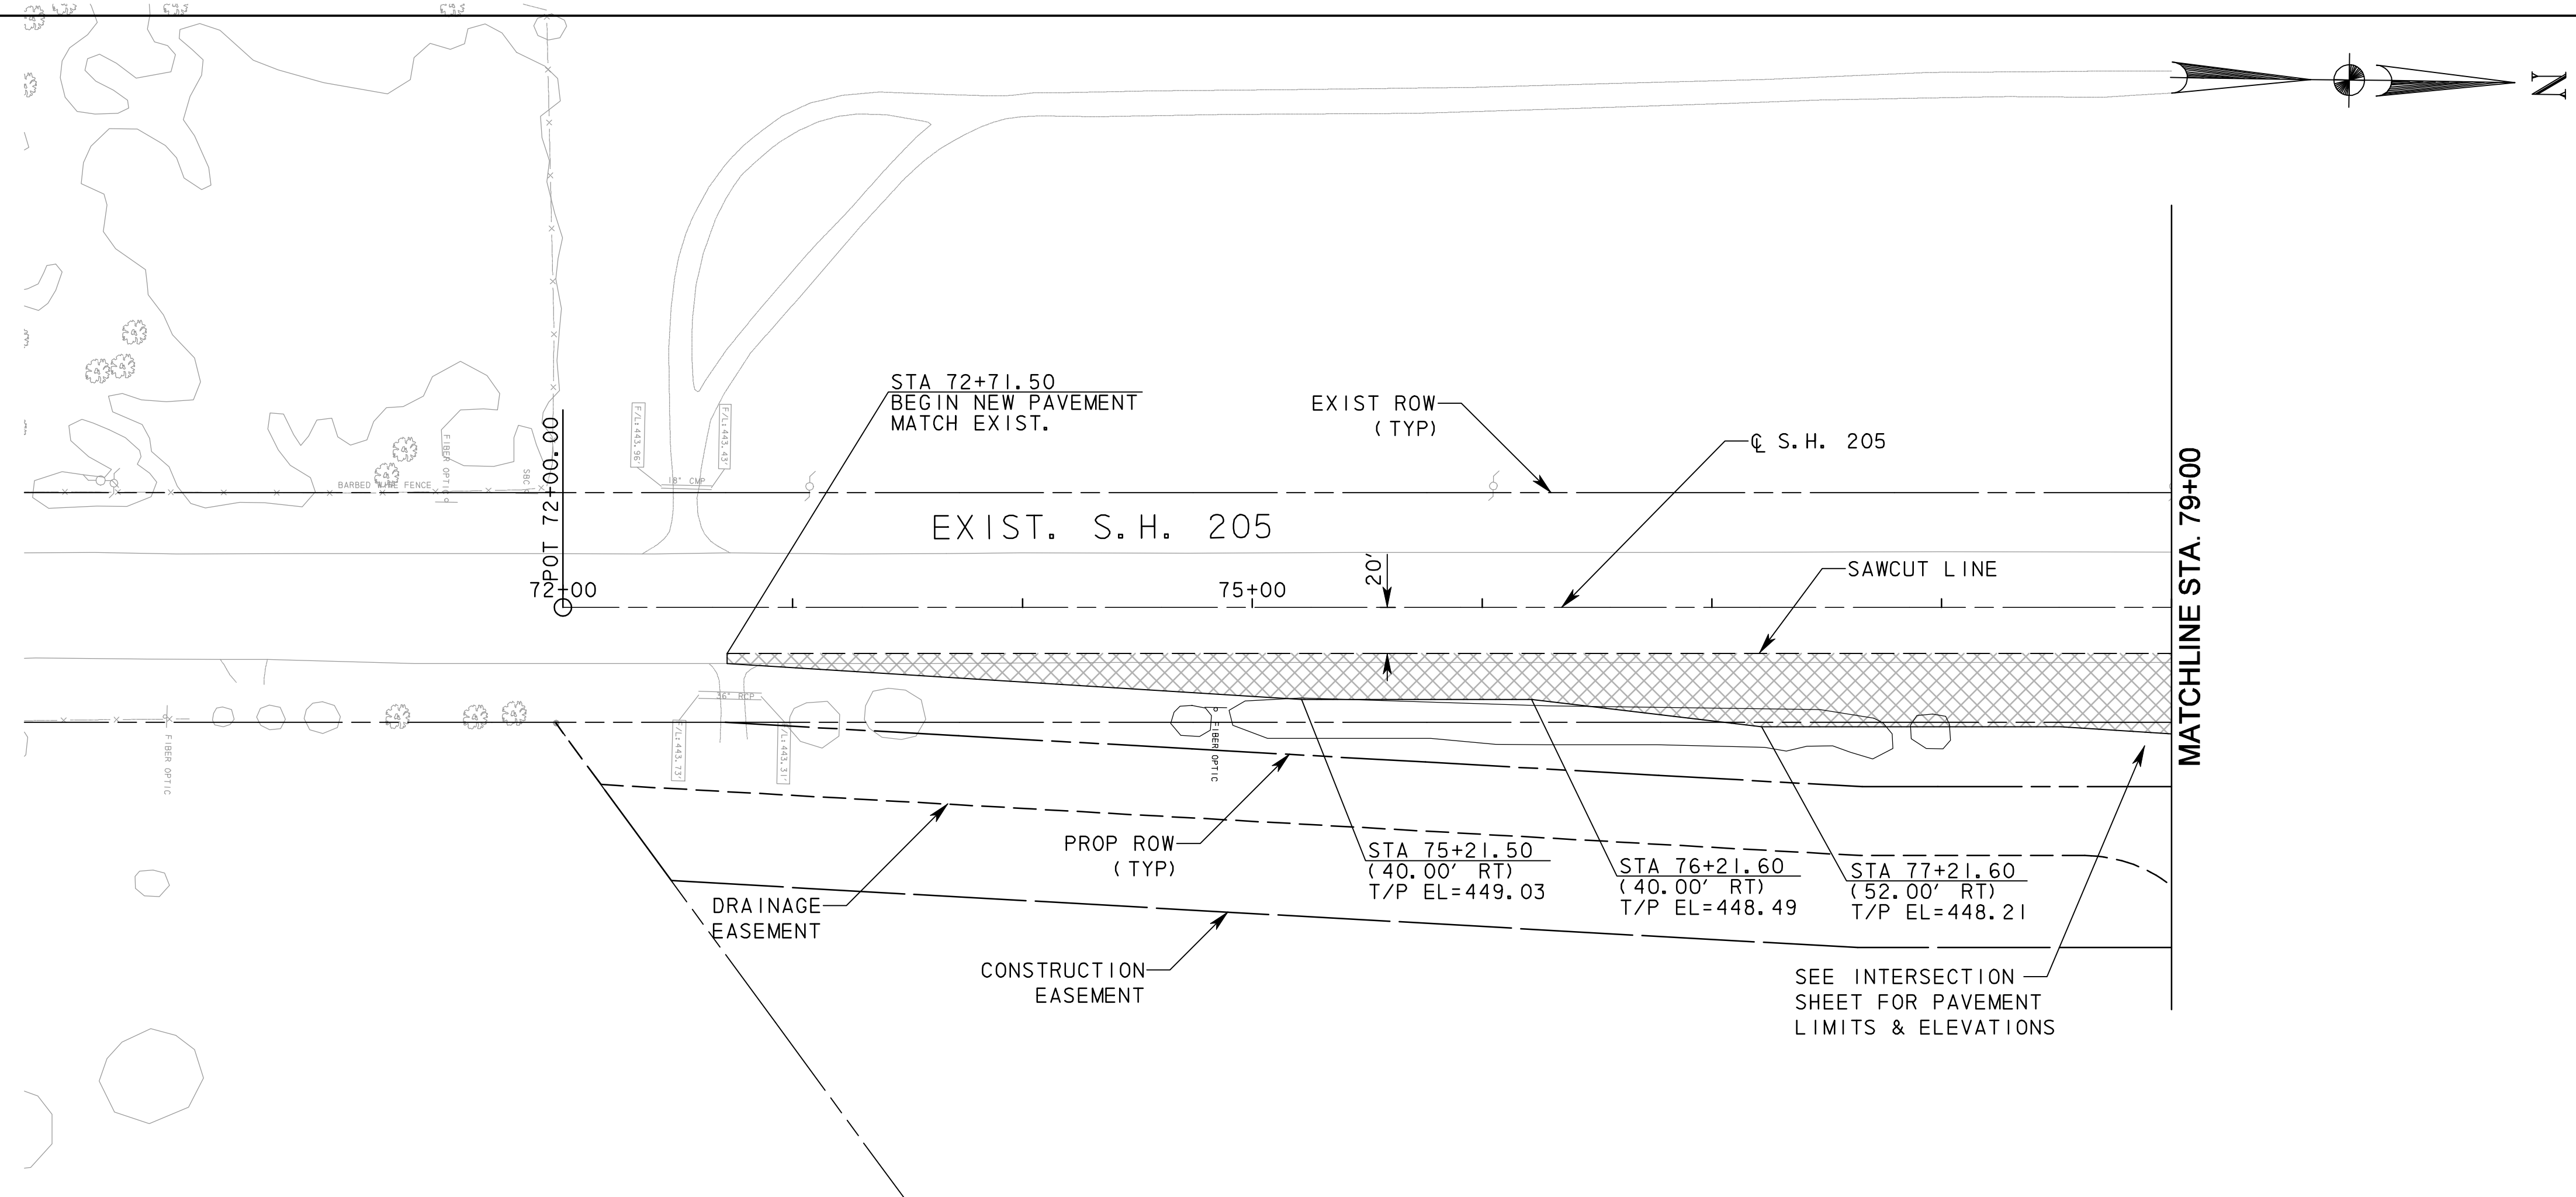 N
STA 72+71.50
BEGIN NEW PAVEMENT
MATCH EXIST.
EXIST ROW
(TYP)
℄ S.H. 205
F/L:443.96'
F/L:443.43'
18" CMP
FIBER OPTIC
SBC
BARBED WIRE FENCE
POT 72+00.00
EXIST. S.H. 205
72+00
75+00
20'
SAWCUT LINE
MATCHLINE STA. 79+00
36" RCP
F/L:443.73'
F/L:443.31'
FIBER OPTIC
FIBER OPTIC
PROP ROW
(TYP)
STA 75+21.50
(40.00' RT)
T/P EL=449.03
STA 76+21.60
(40.00' RT)
T/P EL=448.49
STA 77+21.60
(52.00' RT)
T/P EL=448.21
DRAINAGE
EASEMENT
CONSTRUCTION
EASEMENT
SEE INTERSECTION
SHEET FOR PAVEMENT
LIMITS & ELEVATIONS